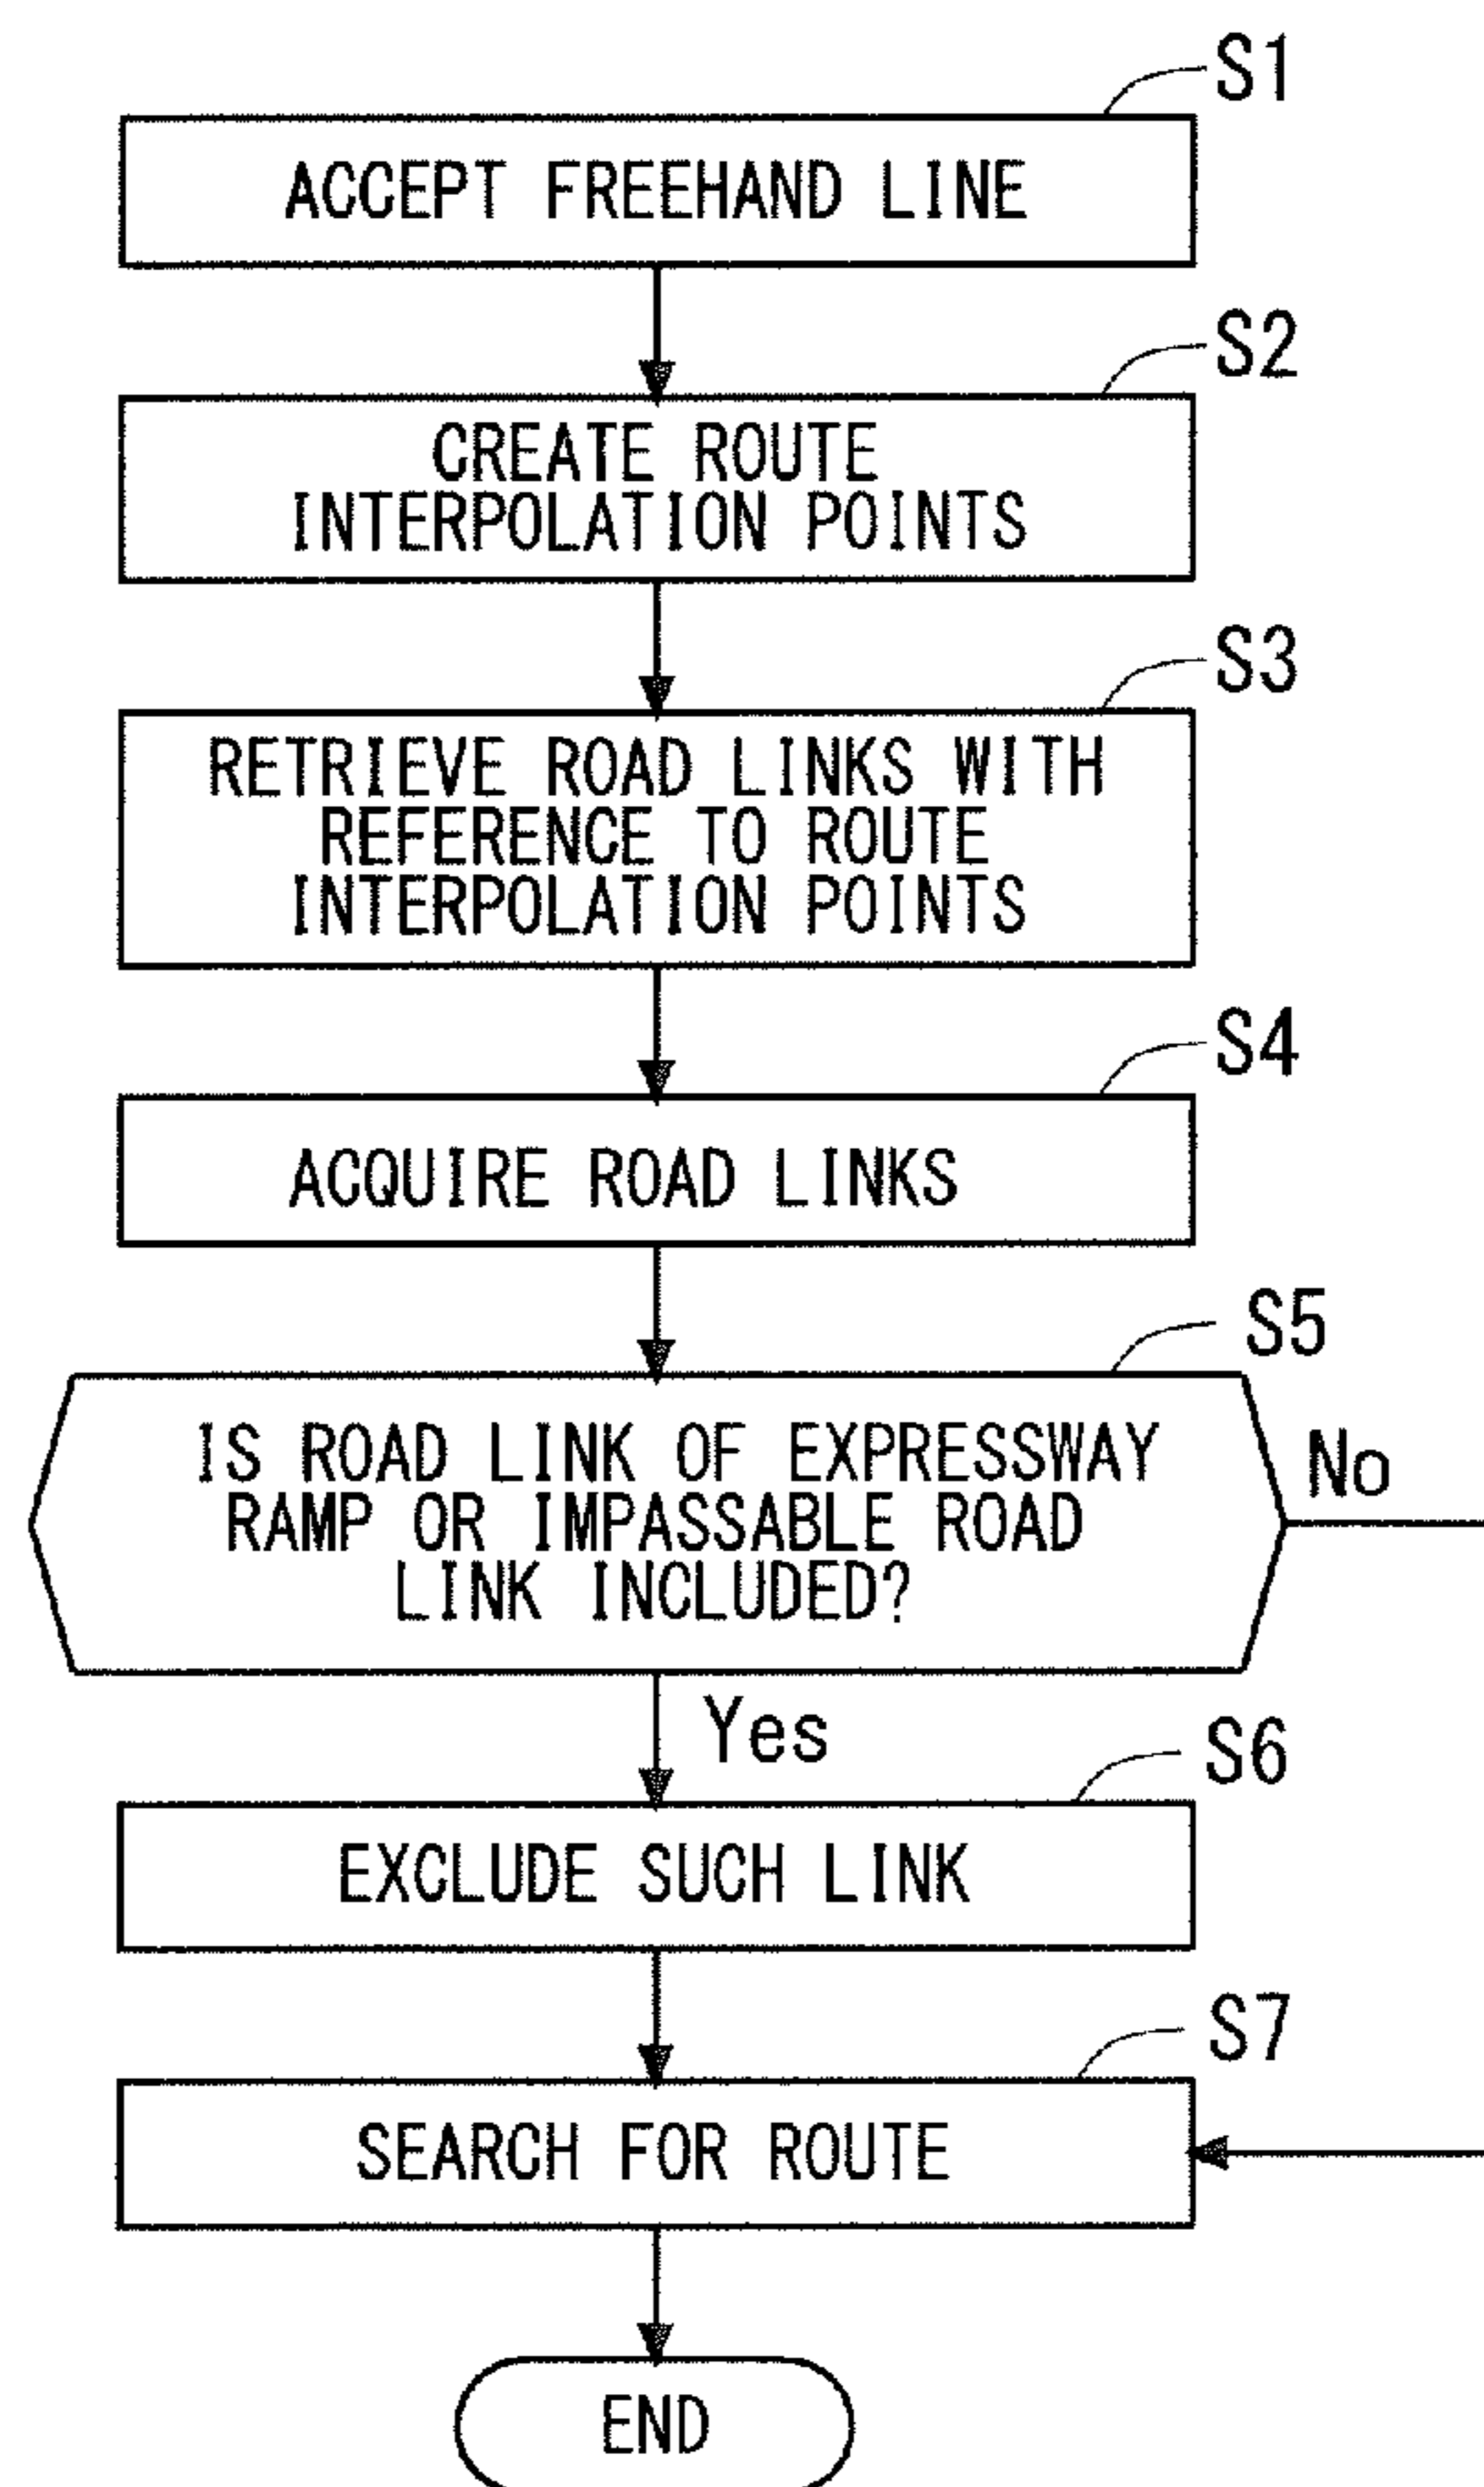 S1
ACCEPT FREEHAND LINE
S2
CREATE ROUTE
INTERPOLATION POINTS
S3
RETRIEVE ROAD LINKS WITH
REFERENCE TO ROUTE
INTERPOLATION POINTS
S4
ACQUIRE ROAD LINKS
S5
IS ROAD LINK OF EXPRESSWAY
RAMP OR IMPASSABLE ROAD
LINK INCLUDED?
No
Yes
S6
EXCLUDE SUCH LINK
S7
SEARCH FOR ROUTE
END